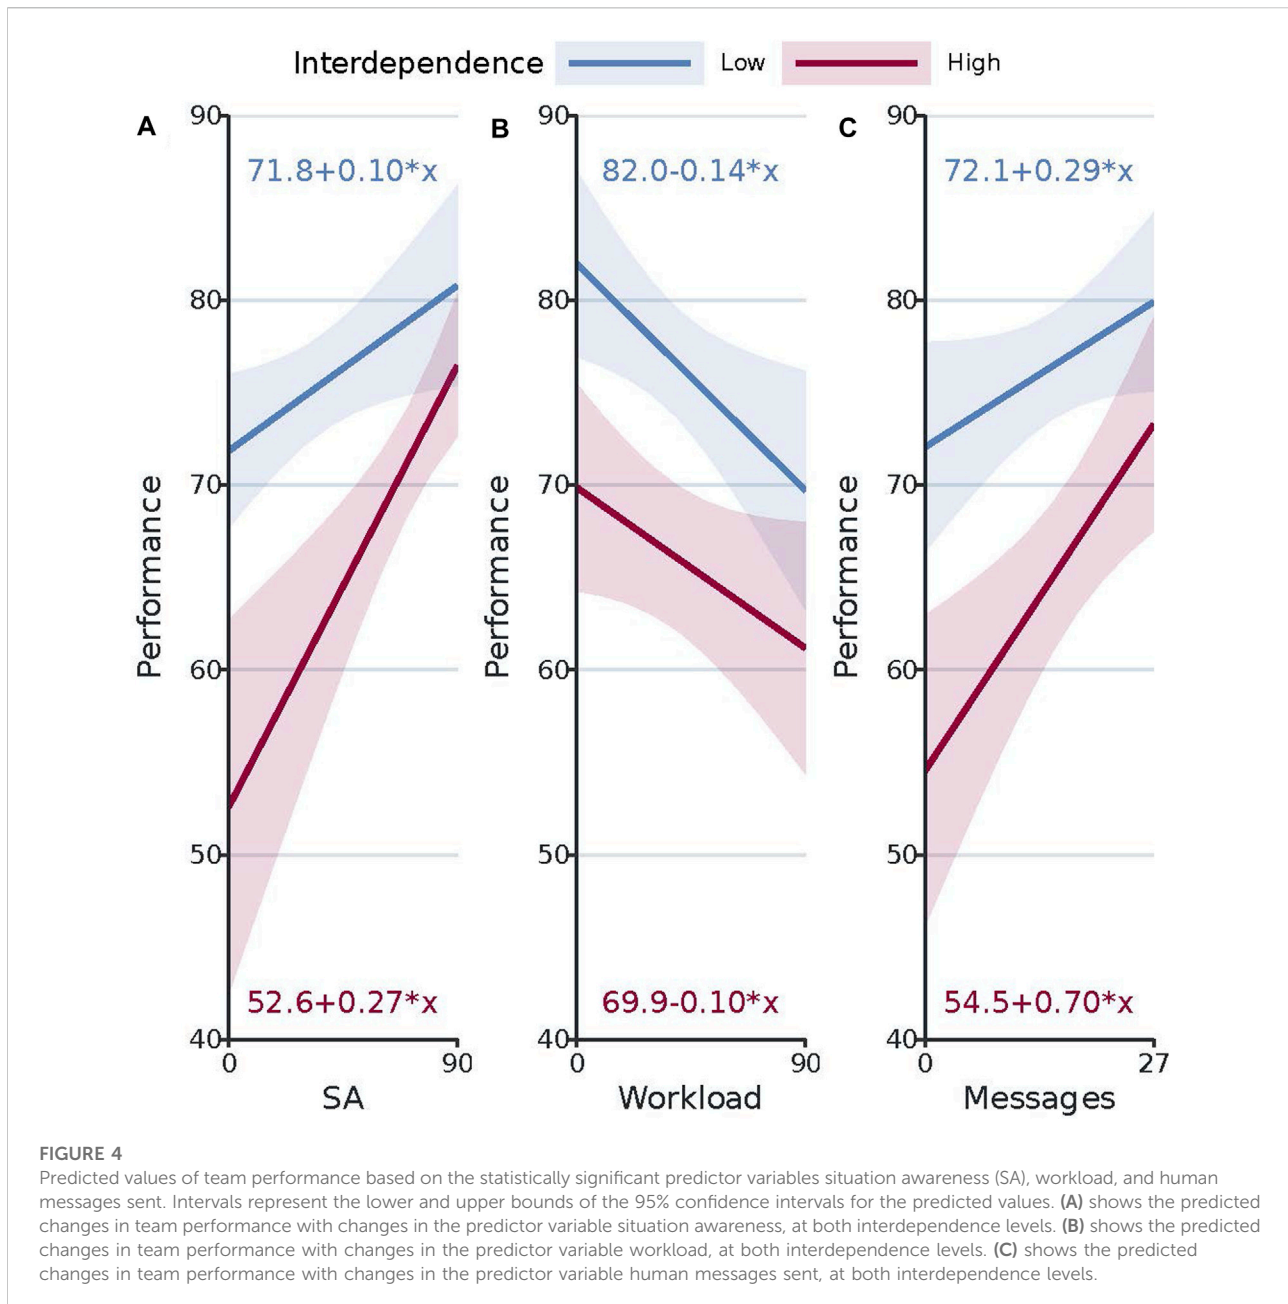 Interdependence Low High
A
90
80
70
60
50
40
Performance
71.8+0.10*x
52.6+0.27*x
0 90
SA
B
90
80
70
60
50
40
Performance
82.0-0.14*x
69.9-0.10*x
0 90
Workload
C
90
80
70
60
50
40
Performance
72.1+0.29*x
54.5+0.70*x
0 27
Messages
FIGURE 4
Predicted values of team performance based on the statistically significant predictor variables situation awareness (SA), workload, and human
messages sent. Intervals represent the lower and upper bounds of the 95% confidence intervals for the predicted values. (A) shows the predicted
changes in team performance with changes in the predictor variable situation awareness, at both interdependence levels. (B) shows the predicted
changes in team performance with changes in the predictor variable workload, at both interdependence levels. (C) shows the predicted
changes in team performance with changes in the predictor variable human messages sent, at both interdependence levels.